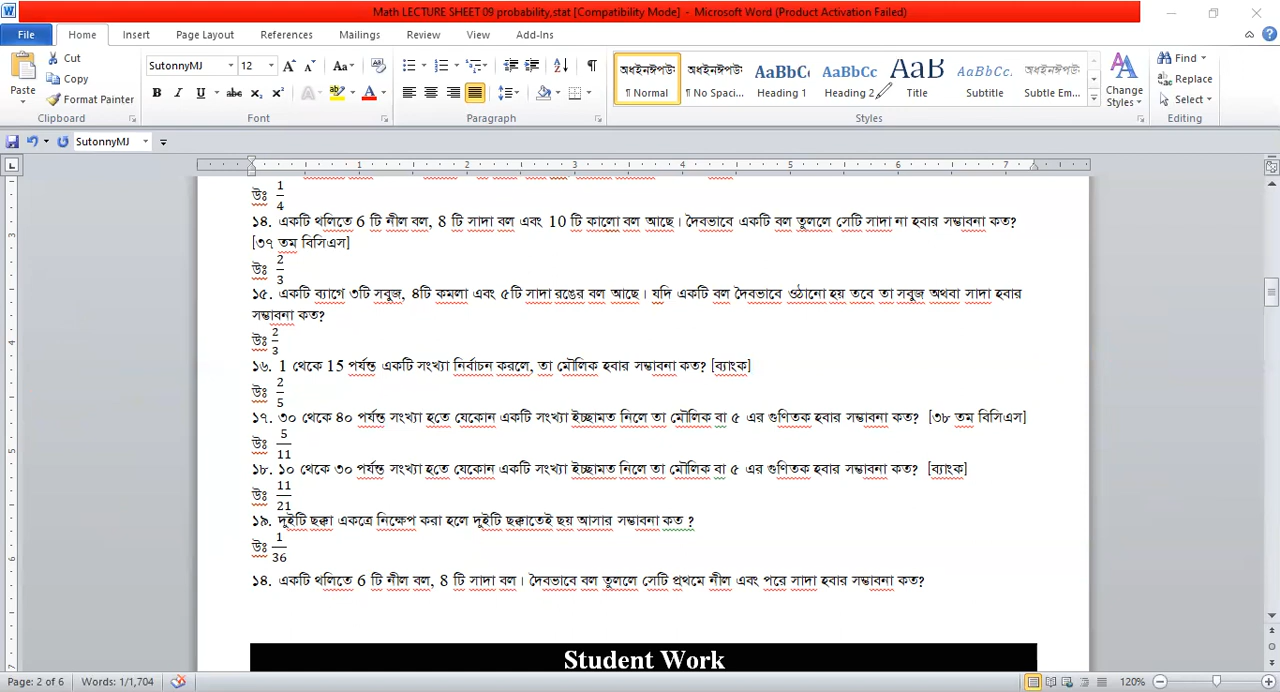 Math LECTURE SHEET 09 probability,stat [Compatibility Mode] - Microsoft Word (Product Activation Failed)
File Home Insert Page Layout References Mailings Review View Add-Ins
Paste Cut Copy Format Painter
SutonnyMJ 12
অধঈনঈপউ ¶ Normal
¶ No Spaci...
AaBbCc Heading 1
AaBbCc Heading 2
AaB Title
AaBbCc. Subtitle
Subtle Em...
Change Styles
Find Replace Select
Clipboard Font Paragraph Styles Editing
SutonnyMJ
উঃ 1/4
১৪. একটি থলিতে 6 টি নীল বল, 8 টি সাদা বল এবং 10 টি কালো বল আছে। দৈবভাবে একটি বল তুললে সেটি সাদা না হবার সম্ভাবনা কত?
[৩৭ তম বিসিএস]
উঃ 2/3
১৫. একটি ব্যাগে ৩টি সবুজ, ৪টি কমলা এবং ৫টি সাদা রঙের বল আছে। যদি একটি বল দৈবভাবে ওঠানো হয় তবে তা সবুজ অথবা সাদা হবার
সম্ভাবনা কত?
উঃ 2/3
১৬. 1 থেকে 15 পর্যন্ত একটি সংখ্যা নির্বাচন করলে, তা মৌলিক হবার সম্ভাবনা কত? [ব্যাংক]
উঃ 2/5
১৭. ৩০ থেকে ৪০ পর্যন্ত সংখ্যা হতে যেকোন একটি সংখ্যা ইচ্ছামত নিলে তা মৌলিক বা ৫ এর গুণিতক হবার সম্ভাবনা কত? [৩৮ তম বিসিএস]
উঃ 5/11
১৮. ১০ থেকে ৩০ পর্যন্ত সংখ্যা হতে যেকোন একটি সংখ্যা ইচ্ছামত নিলে তা মৌলিক বা ৫ এর গুণিতক হবার সম্ভাবনা কত? [ব্যাংক]
উঃ 11/21
১৯. দুইটি ছক্কা একত্রে নিক্ষেপ করা হলে দুইটি ছক্কাতেই ছয় আসার সম্ভাবনা কত ?
উঃ 1/36
১৪. একটি থলিতে 6 টি নীল বল, 8 টি সাদা বল। দৈবভাবে বল তুললে সেটি প্রথমে নীল এবং পরে সাদা হবার সম্ভাবনা কত?
Student Work
Page: 2 of 6 Words: 1/1,704 120%